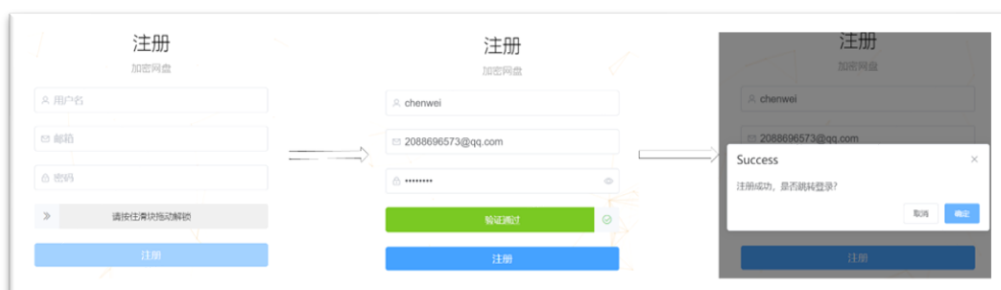 注册
加密网盘
用户名
邮箱
密码
请按住滑块拖动解锁
注册
注册
加密网盘
chenwei
2088696573@qq.com
••••••••
验证通过
注册
注册
加密网盘
chenwei
2088696573@qq.com
Success
注册成功，是否跳转登录?
取消
确定
注册